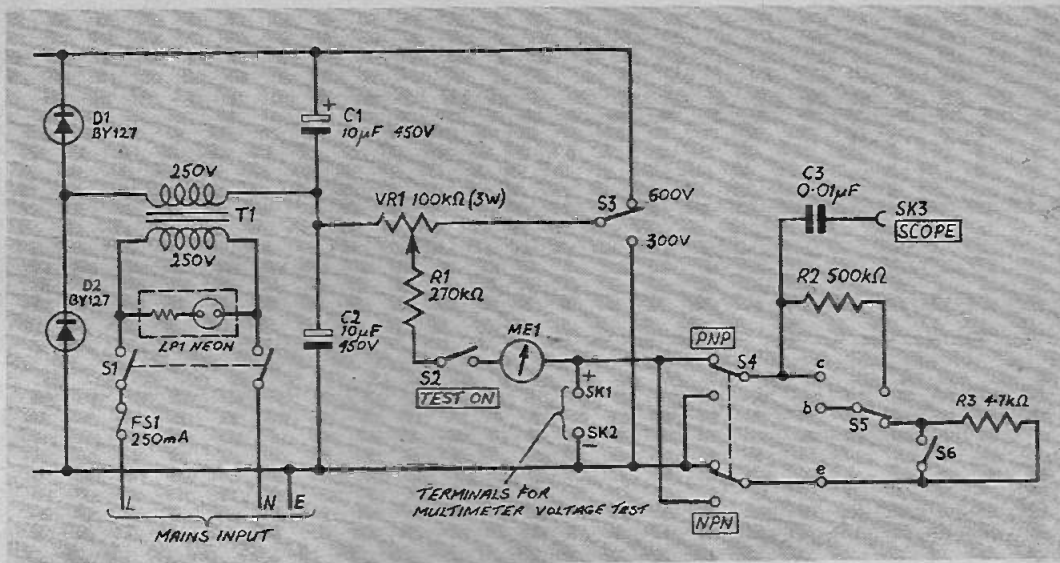 D1
BY127
+
C1
10µF 450V
250V
T1
250V
VR1 100kΩ (3W)
S3
600V
300V
C3
0·01µF
SK3
SCOPE
R2 500kΩ
R1
270kΩ
D2
BY127
LP1 NEON
C2
10µF
450V
ME1
S2
TEST ON
PNP
S4
c
b
S5
R3 4·7kΩ
S6
e
S1
FS1
250mA
+
SK1
SK2
−
L
N
E
MAINS INPUT
TERMINALS FOR
MULTIMETER VOLTAGE TEST
NPN